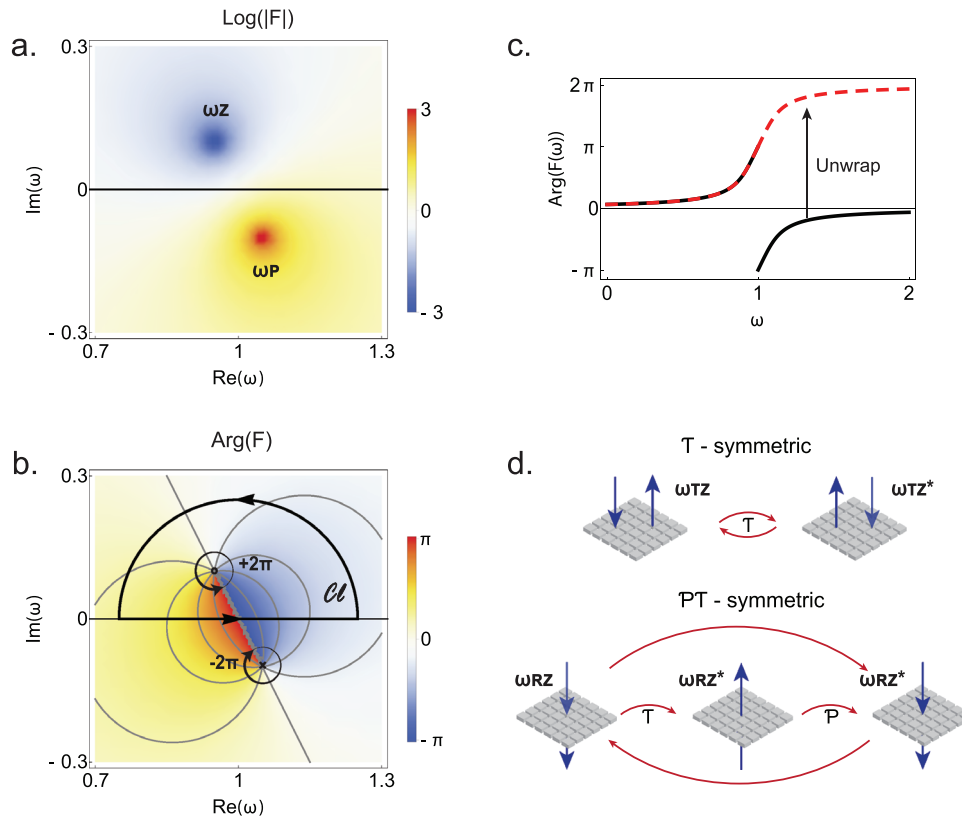 a.
Log(|F|)
0.3
0
- 0.3
Im(ω)
ωZ
ωP
0.7
1
1.3
Re(ω)
3
0
- 3
b.
Arg(F)
0.3
0
- 0.3
Im(ω)
+2π
-2π
Cℓ
0.7
1
1.3
Re(ω)
π
0
- π
c.
2 π
π
0
- π
Arg(F(ω))
Unwrap
0
1
2
ω
d.
T - symmetric
ωTZ
T
ωTZ*
PT - symmetric
ωRZ
T
ωRZ*
P
ωRZ*